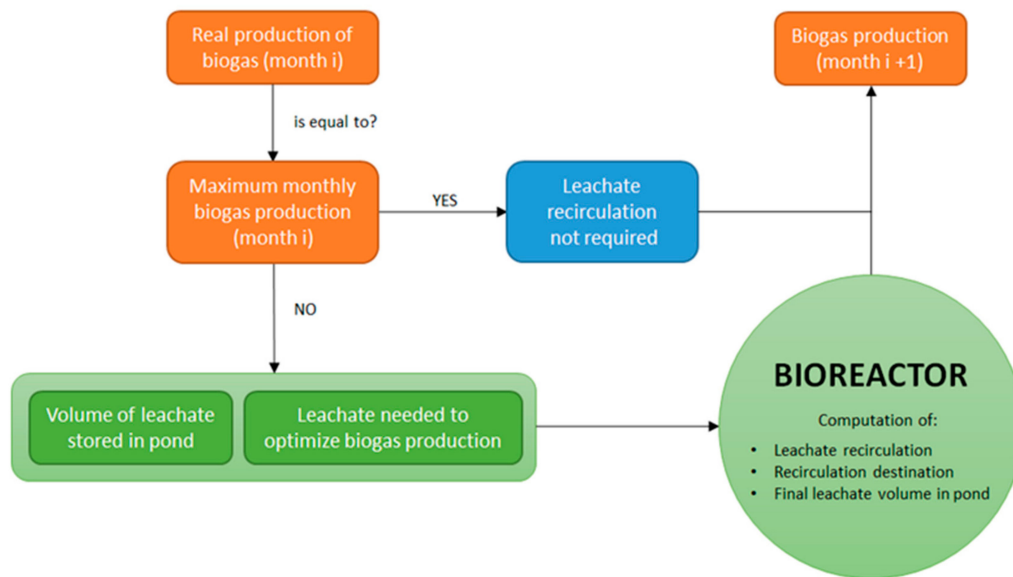 Real production of
biogas (month i)
Biogas production
(month i +1)
is equal to?
Maximum monthly
biogas production
(month i)
YES
Leachate
recirculation
not required
NO
Volume of leachate
stored in pond
Leachate needed to
optimize biogas production
BIOREACTOR
Computation of:
• Leachate recirculation
• Recirculation destination
• Final leachate volume in pond